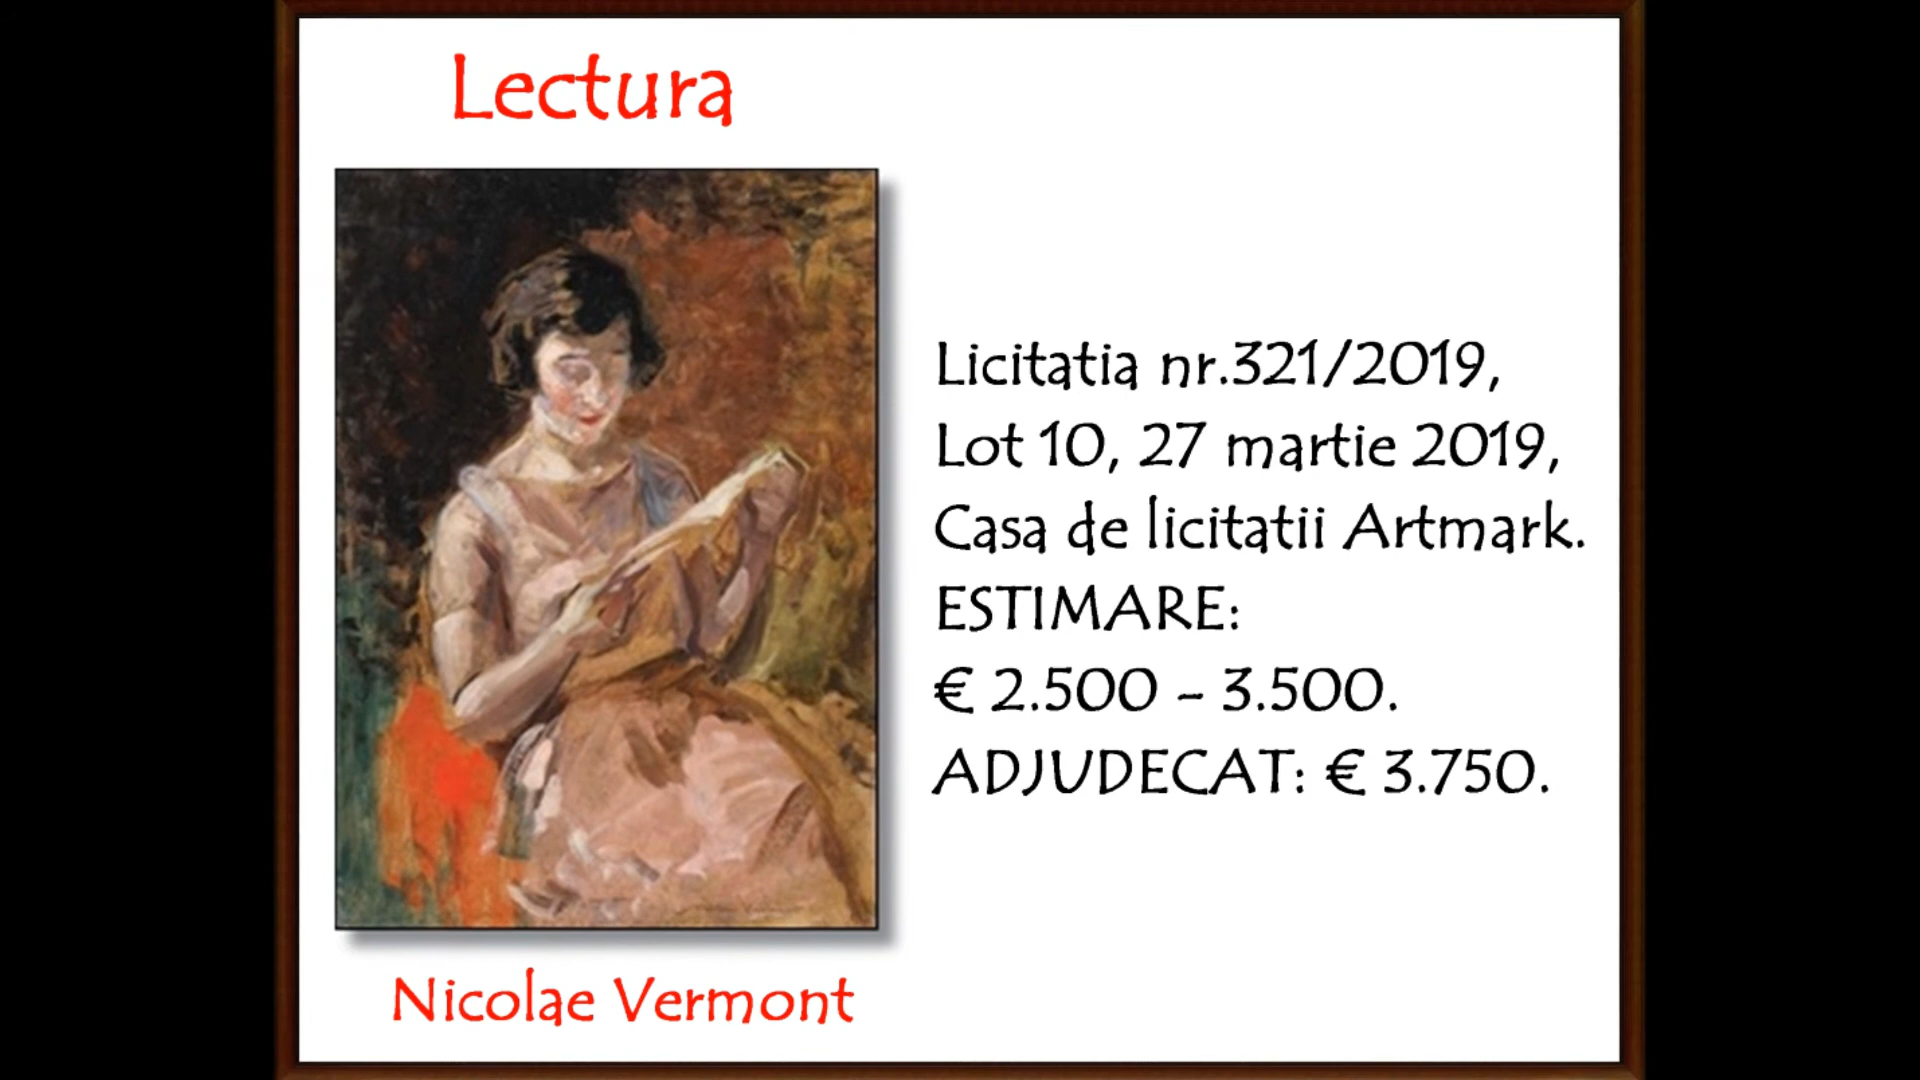 Lectura
Licitatia nr.321/2019,
Lot 10, 27 martie 2019,
Casa de licitatii Artmark.
ESTIMARE:
€ 2.500 – 3.500.
ADJUDECAT: € 3.750.
Nicolae Vermont